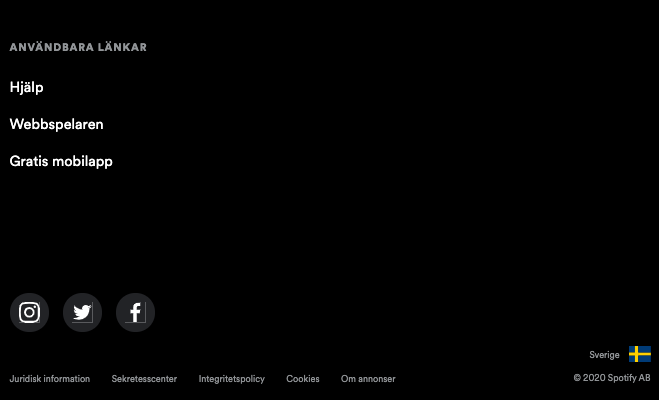 ANVÄNDBARA LÄNKAR
Hjälp
Webbspelaren
Gratis mobilapp
Sverige
Juridisk information Sekretesscenter Integritetspolicy Cookies Om annonser © 2020 Spotify AB